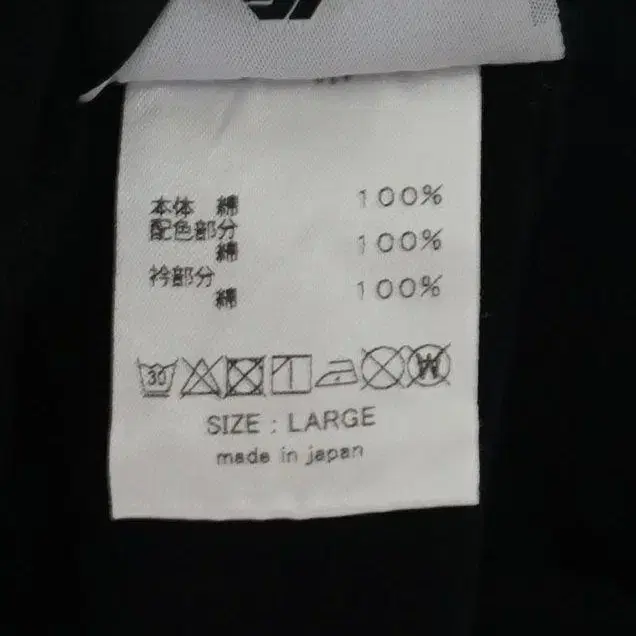 本体 綿 100%
配色部分
綿 100%
衿部分
綿 100%
30 W
SIZE : LARGE
made in japan